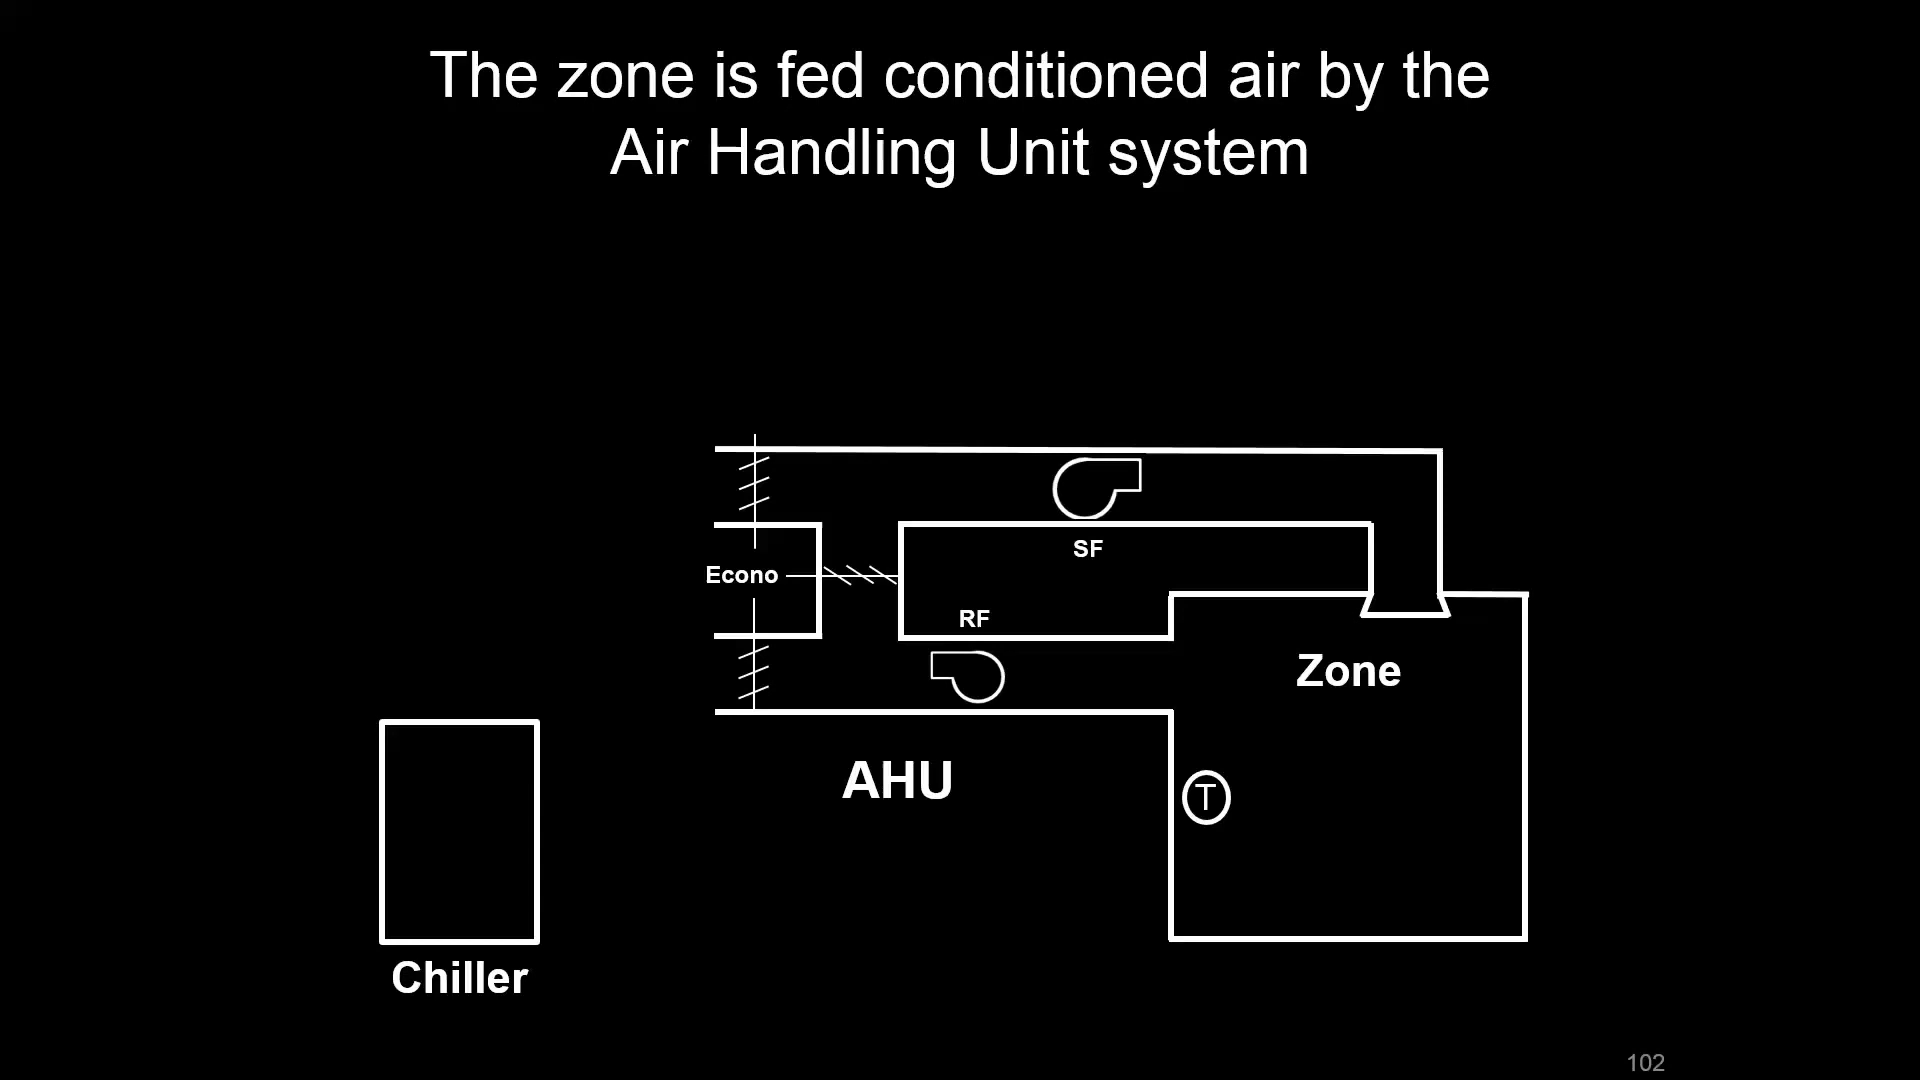 The zone is fed conditioned air by the
Air Handling Unit system
SF
Econo
RF
Zone
AHU
T
Chiller
102